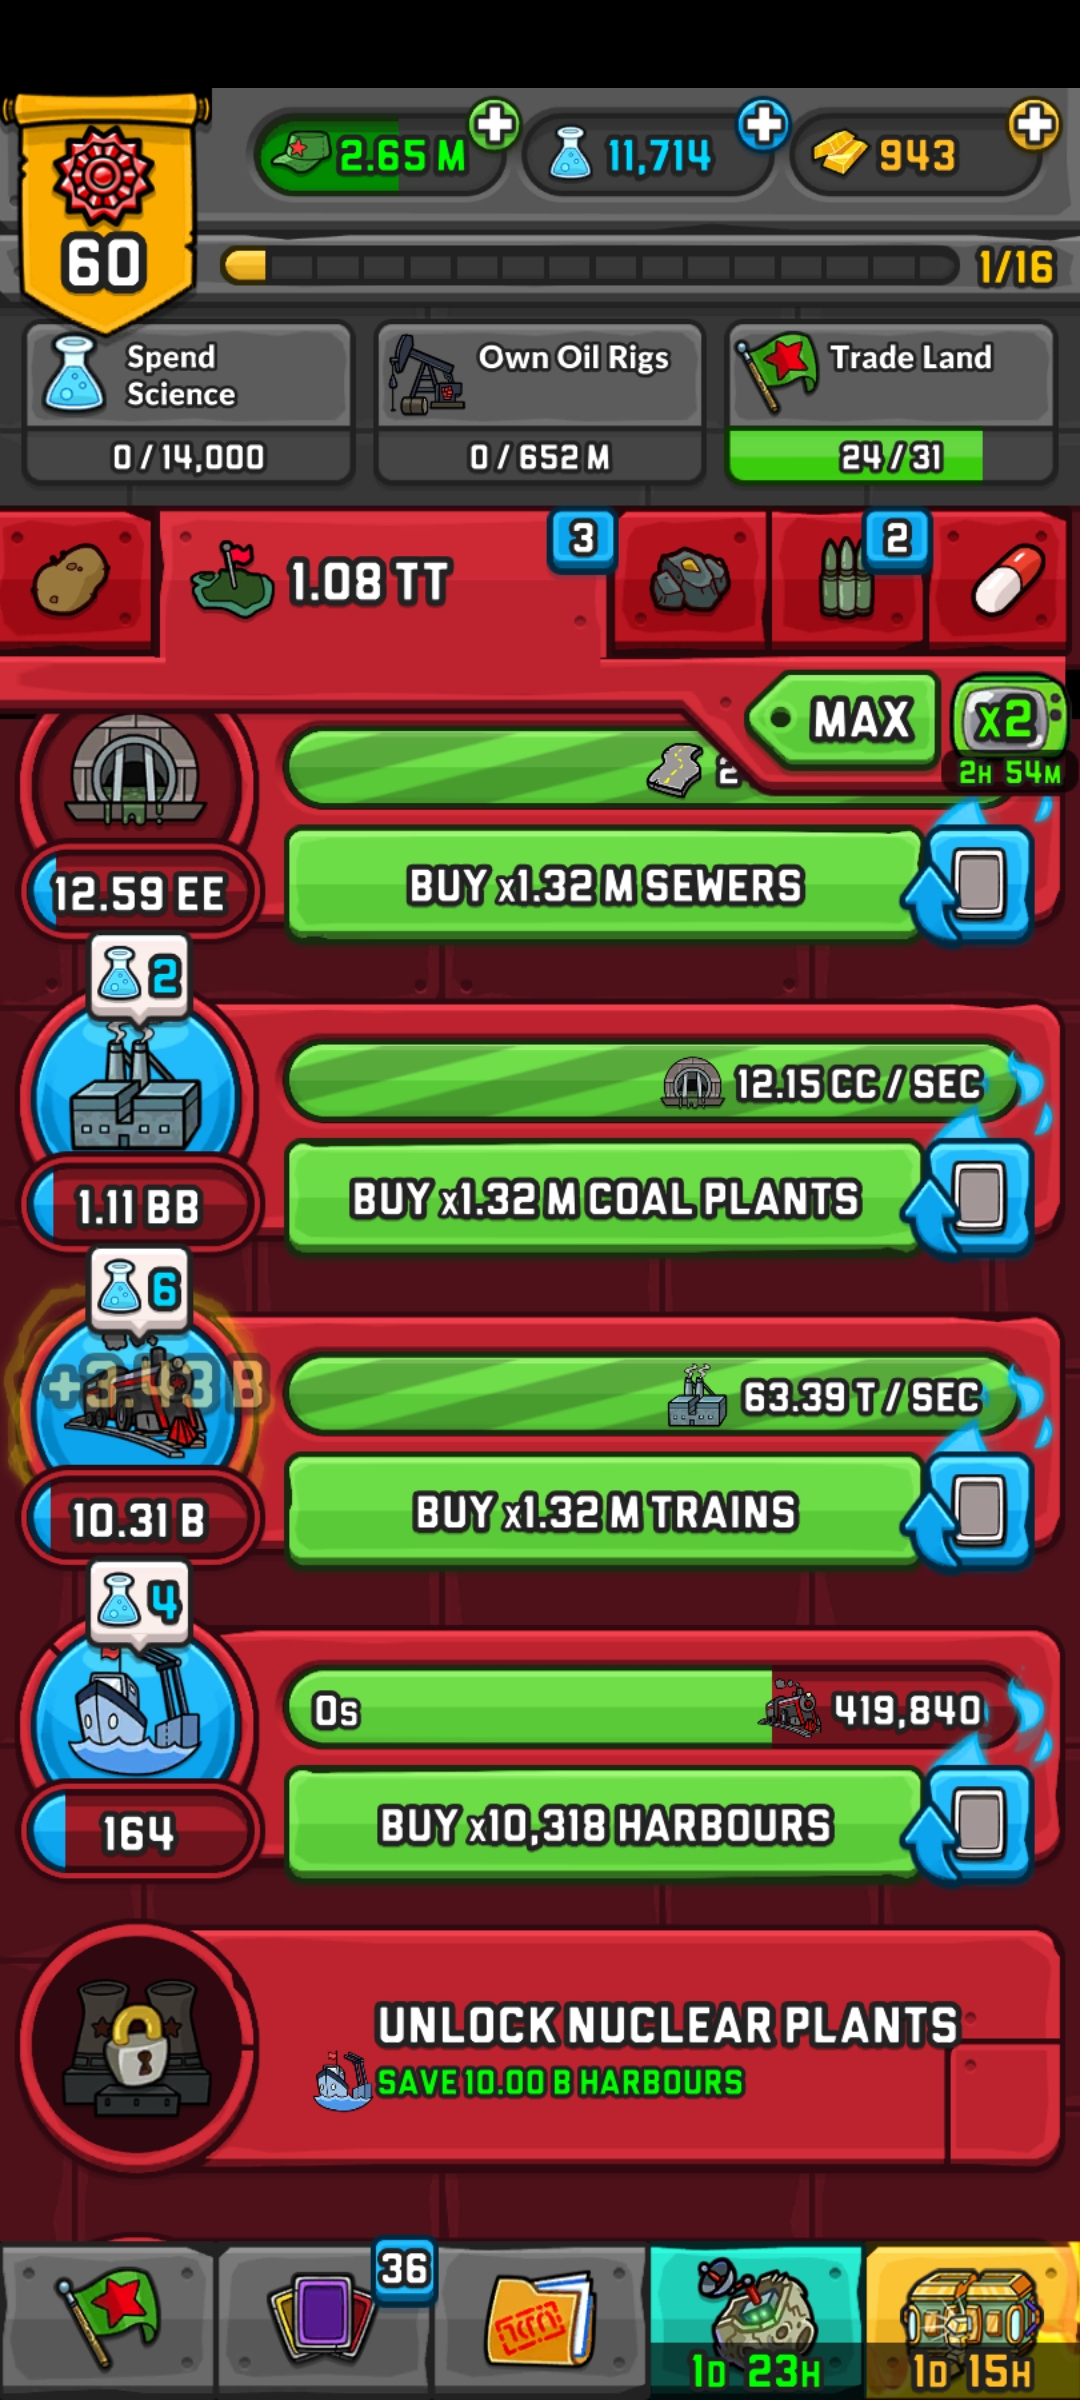 60
2.65 M
11,714
943
1/16
Spend
Science
0/14,000
Own Oil Rigs
0/652 M
Trade Land
24/31
1.08 TT
3
2
MAX
x2
2H 54M
2
12.59 EE
BUY x1.32 M SEWERS
2
12.15 CC / SEC
1.11 BB
BUY x1.32 M COAL PLANTS
6
+3.43 B
63.39 T / SEC
10.31 B
BUY x1.32 M TRAINS
4
0s
419,840
164
BUY x10,318 HARBOURS
UNLOCK NUCLEAR PLANTS
SAVE 10.00 B HARBOURS
36
1D 23H
1D 15H